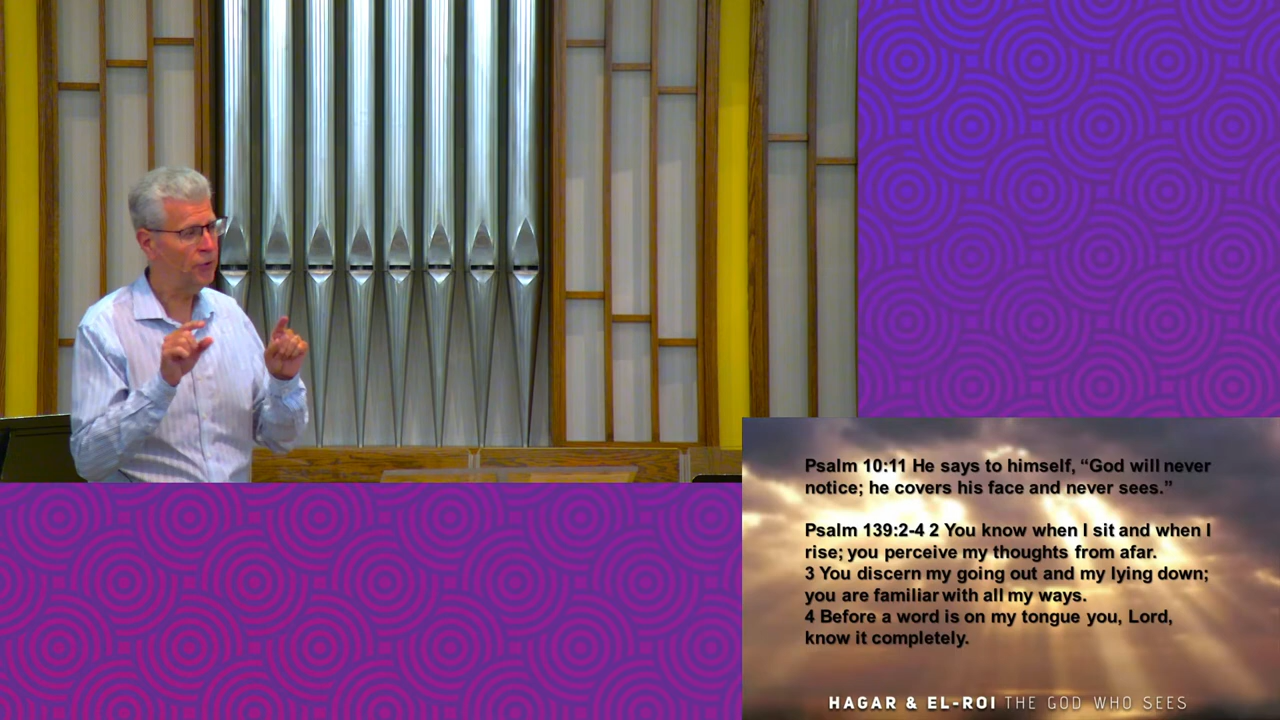 Psalm 10:11 He says to himself, “God will never
notice; he covers his face and never sees.”
Psalm 139:2-4 2 You know when I sit and when I
rise; you perceive my thoughts from afar.
3 You discern my going out and my lying down;
you are familiar with all my ways.
4 Before a word is on my tongue you, Lord,
know it completely.
HAGAR & EL-ROI THE GOD WHO SEES